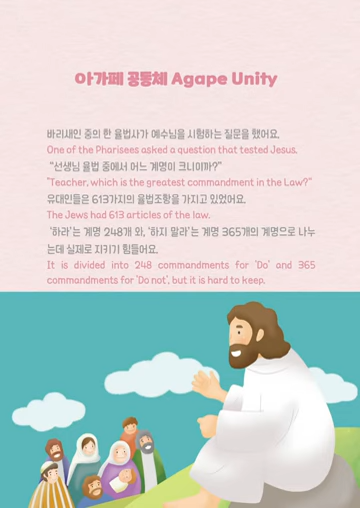 아가페 공동체 Agape Unity
바리새인 중의 한 율법사가 예수님을 시험하는 질문을 했어요.
One of the Pharisees asked a question that tested Jesus.
"선생님 율법 중에서 어느 계명이 크니이까?"
"Teacher, which is the greatest commandment in the Law?"
유대인들은 613가지의 율법조항을 가지고 있었어요.
The Jews had 613 articles of the law.
'하라'는 계명 248개 와, '하지 말라'는 계명 365개의 계명으로 나누
는데 실제로 지키기 힘들어요.
It is divided into 248 commandments for 'Do' and 365
commandments for 'Do not', but it is hard to keep.